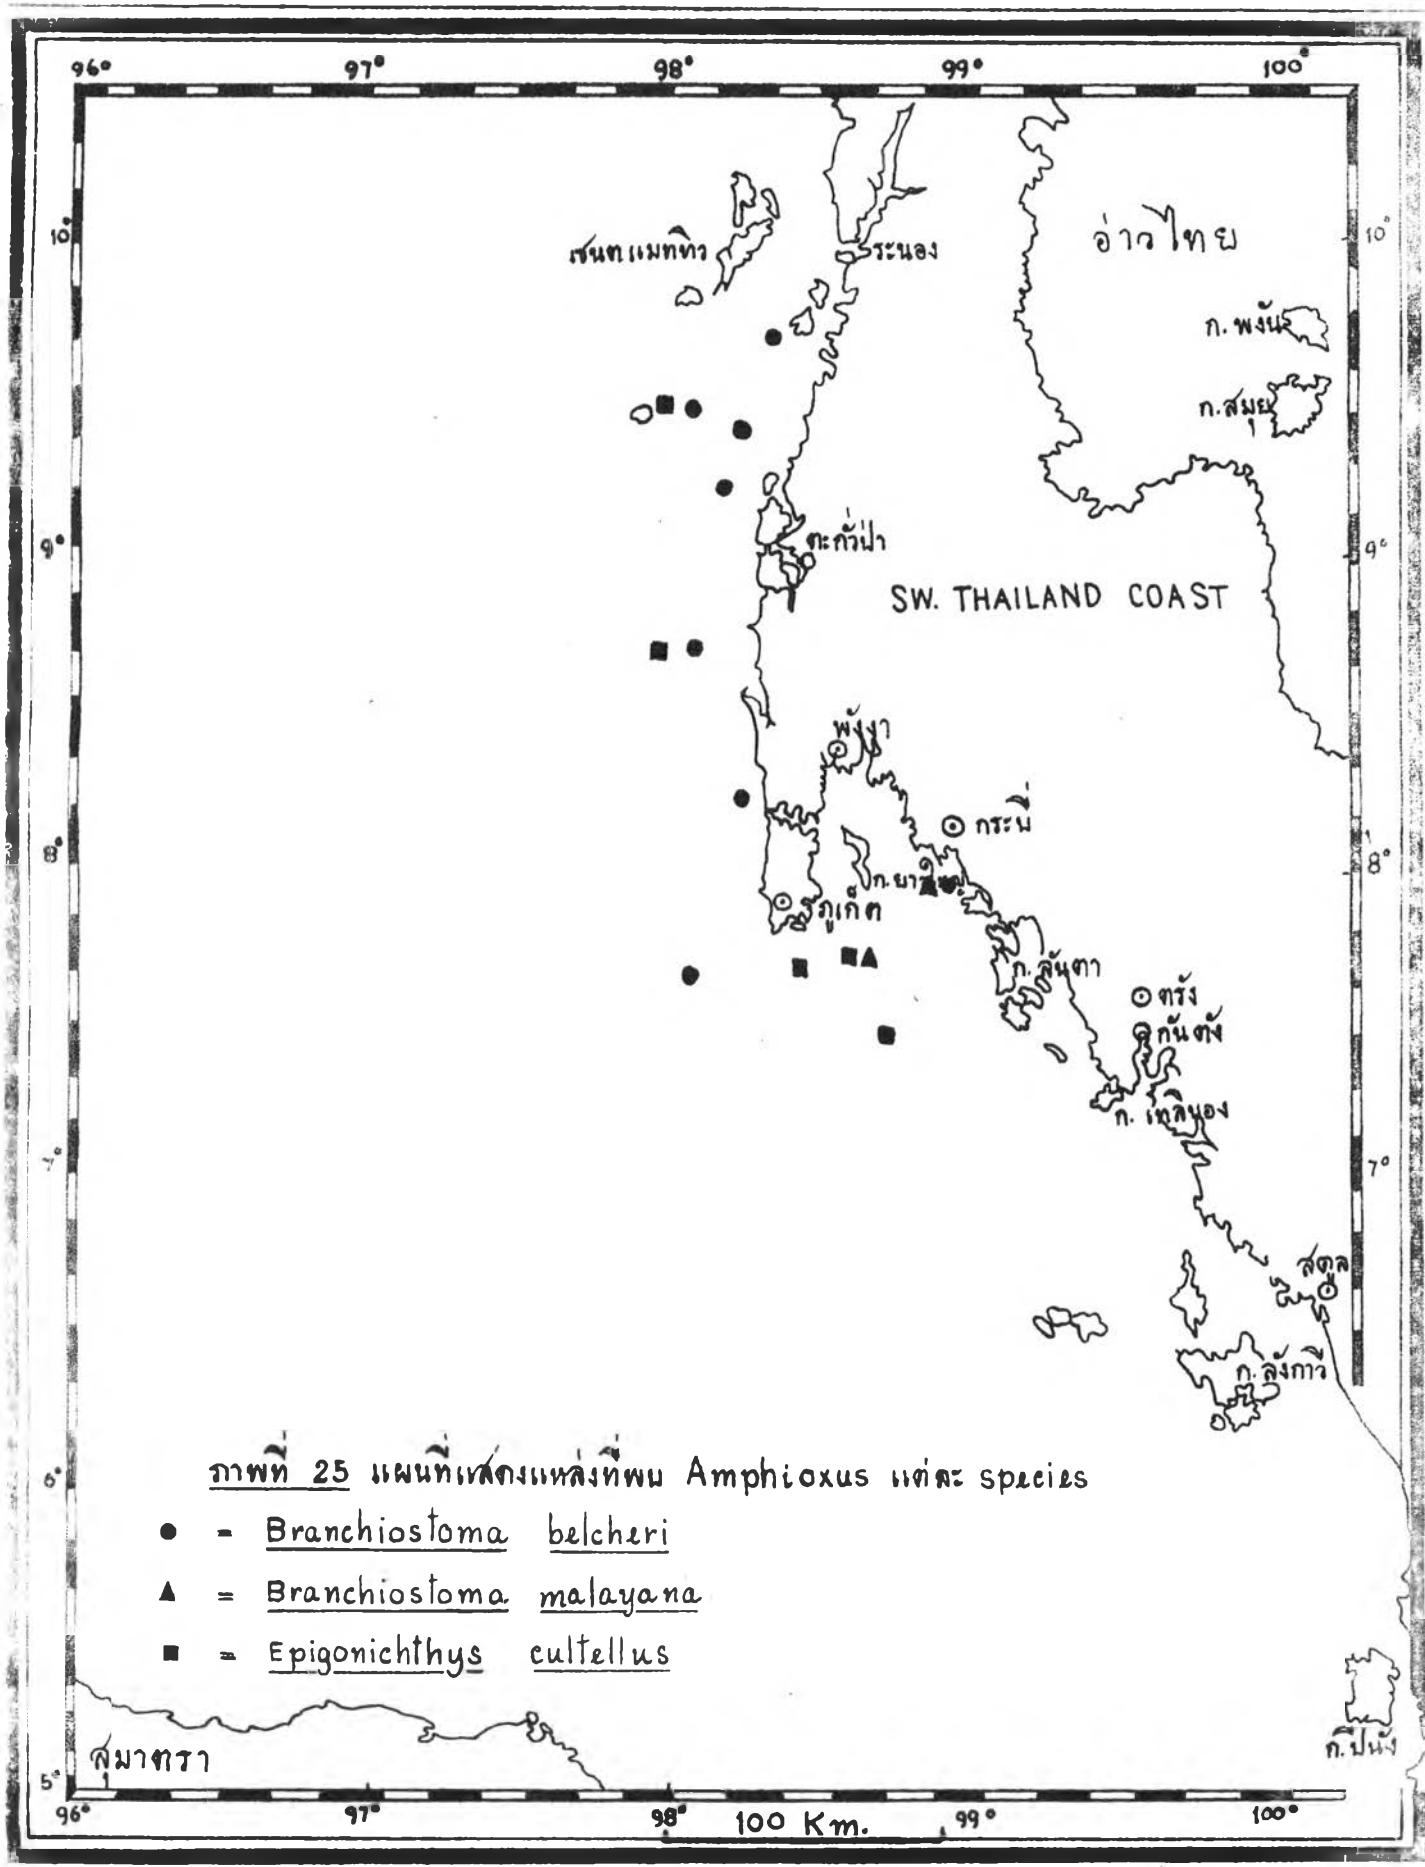 96° 97° 98° 99° 100°
10° 10°
เซนตแมททิว
ระนอง
อ่าวไทย
ก. พงัน
ก. สมุย
9° 9°
ตะกั่วป่า
SW. THAILAND COAST
พังงา
กระบี่
8° 8°
ภูเก็ต
ก. ลันตา
ตรัง
กันตัง
7° 7°
สตูล
ก. ลังกาวี
6°
ภาพที่ 25 แผนที่แสดงแหล่งที่พบ Amphioxus แต่ละ species
● = Branchiostoma belcheri
▲ = Branchiostoma malayana
■ = Epigonichthys cultellus
สุมาตรา
ก. ปีนัง
5°
96° 97° 98° 99° 100°
100 Km.